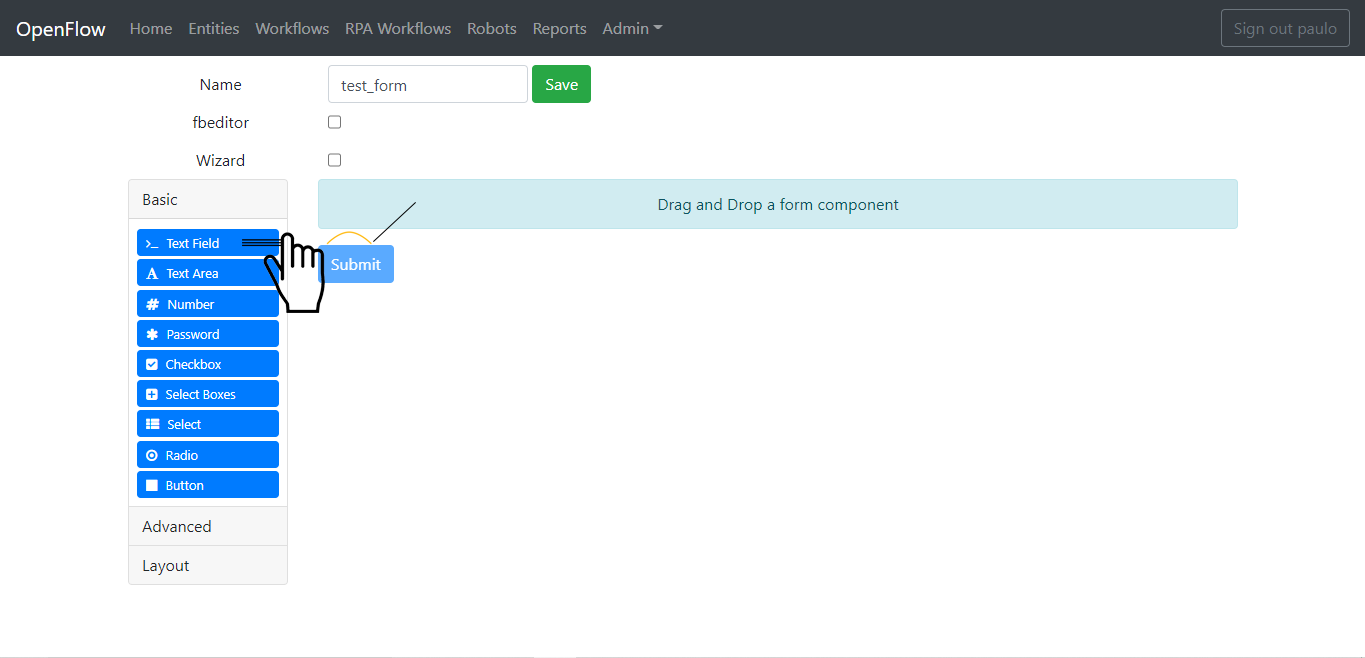 OpenFlow Home Entities Workflows RPA Workflows Robots Reports Admin Sign out paulo
Name test_form Save
fbeditor
Wizard
Basic
Drag and Drop a form component
Text Field
Submit
Text Area
Number
Password
Checkbox
Select Boxes
Select
Radio
Button
Advanced
Layout